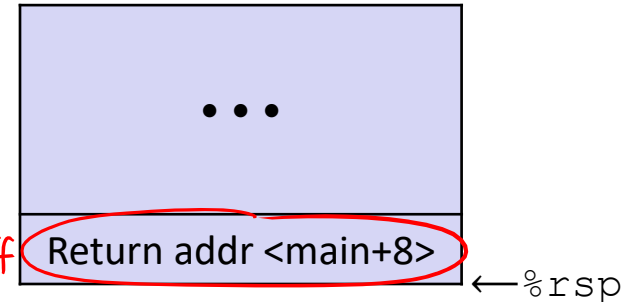 • • •
f Return addr <main+8>
←%rsp